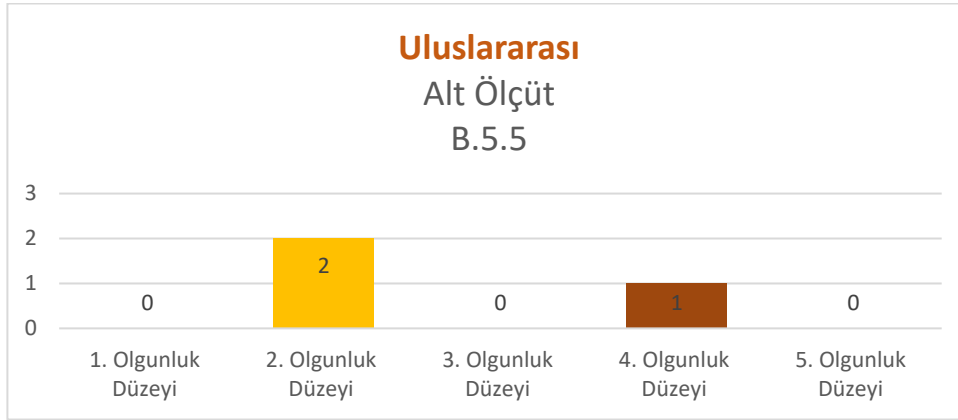 Uluslararası
Alt Ölçüt
B.5.5
3
2
1
0
0
2
0
1
0
1. Olgunluk
Düzeyi
2. Olgunluk
Düzeyi
3. Olgunluk
Düzeyi
4. Olgunluk
Düzeyi
5. Olgunluk
Düzeyi